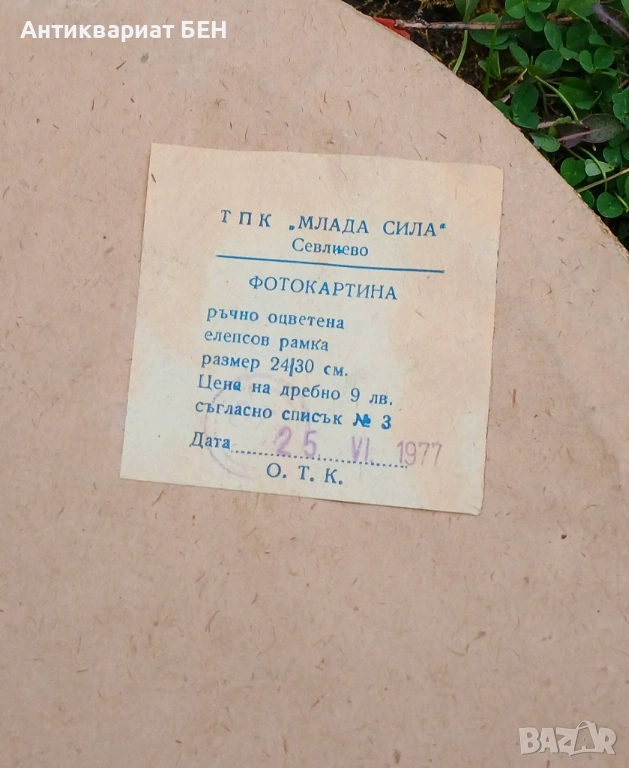 Антиквариат БЕН
ТПК „МЛАДА СИЛА"
Севлиево
ФОТОКАРТИНА
ръчно оцветена
елепсов рамка
размер 24/30 см.
Цена на дребно 9 лв.
съгласно списък № 3
Дата 25. VI. 1977
О. Т. К.
BAZAR